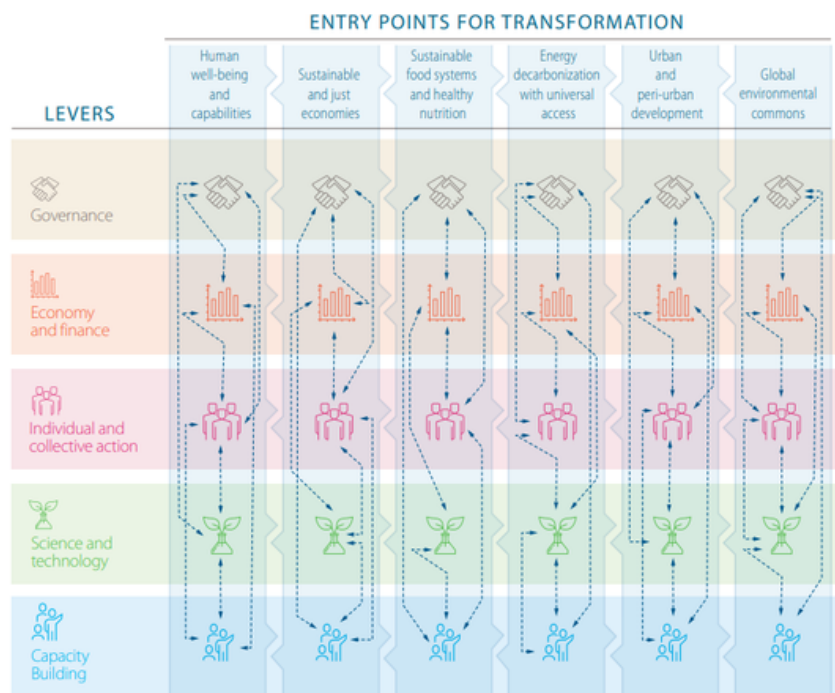 ENTRY POINTS FOR TRANSFORMATION
LEVERS
Human
well-being
and
capabilities
Sustainable
and just
economies
Sustainable
food systems
and healthy
nutrition
Energy
decarbonization
with universal
access
Urban
and
peri-urban
development
Global
environmental
commons
Governance
Economy
and finance
Individual and
collective action
Science and
technology
Capacity
Building